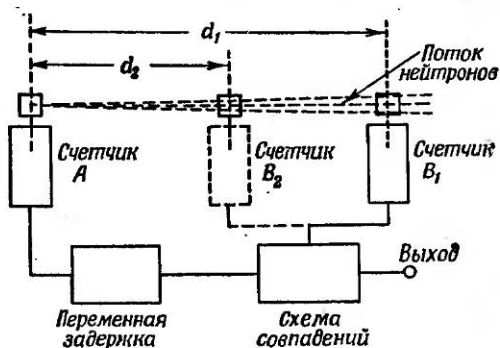 d₁
d₂
Поток
нейтронов
Счетчик
A
Счетчик
B₂
Счетчик
B₁
Выход
Переменная
задержка
Схема
совпадений